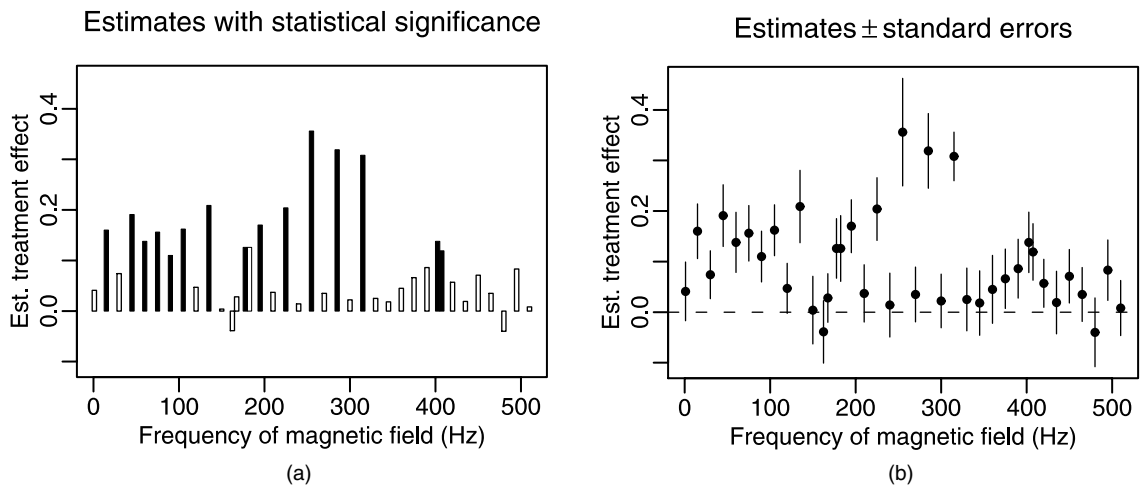 Estimates with statistical significance
Est. treatment effect
0.4
0.2
0.0
0 100 200 300 400 500
Frequency of magnetic field (Hz)
(a)
Estimates ± standard errors
Est. treatment effect
0.4
0.2
0.0
0 100 200 300 400 500
Frequency of magnetic field (Hz)
(b)